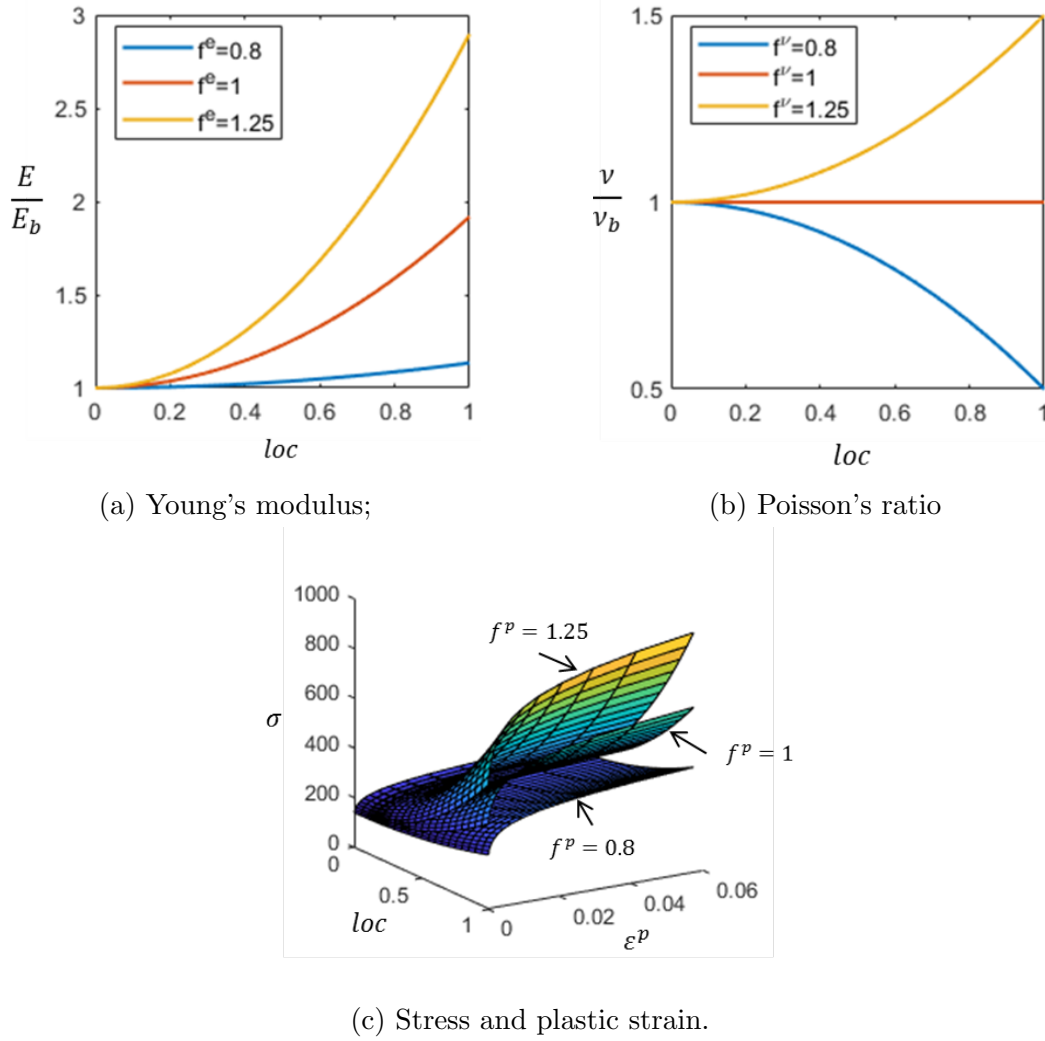 3
2.5
2
1.5
1
E
E_b
f^e=0.8
f^e=1
f^e=1.25
0 0.2 0.4 0.6 0.8 1
loc
(a) Young's modulus;
1.5
1
0.5
ν
ν_b
f^ν=0.8
f^ν=1
f^ν=1.25
0 0.2 0.4 0.6 0.8 1
loc
(b) Poisson's ratio
1000
800
600
400
200
0
σ
f^p = 1.25
f^p = 1
f^p = 0.8
0
0.5
1
loc
0 0.02 0.04 0.06
ε^p
(c) Stress and plastic strain.